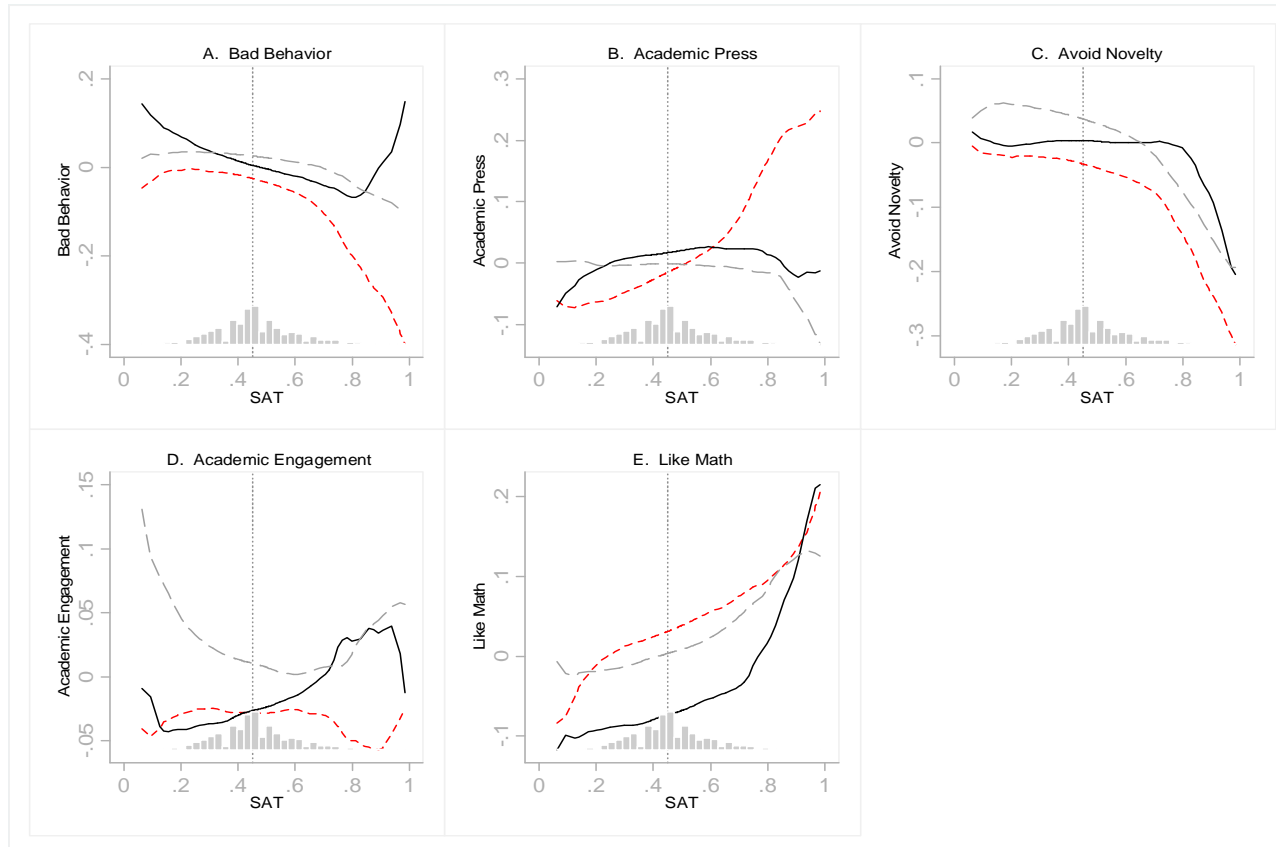 A. Bad Behavior
Bad Behavior
.2
0
-.2
-.4
0 .2 .4 .6 .8 1
SAT
B. Academic Press
Academic Press
.3
.2
.1
0
-.1
0 .2 .4 .6 .8 1
SAT
C. Avoid Novelty
Avoid Novelty
.1
0
-.1
-.2
-.3
0 .2 .4 .6 .8 1
SAT
D. Academic Engagement
Academic Engagement
.15
.1
.05
0
-.05
0 .2 .4 .6 .8 1
SAT
E. Like Math
Like Math
.2
.1
0
-.1
0 .2 .4 .6 .8 1
SAT